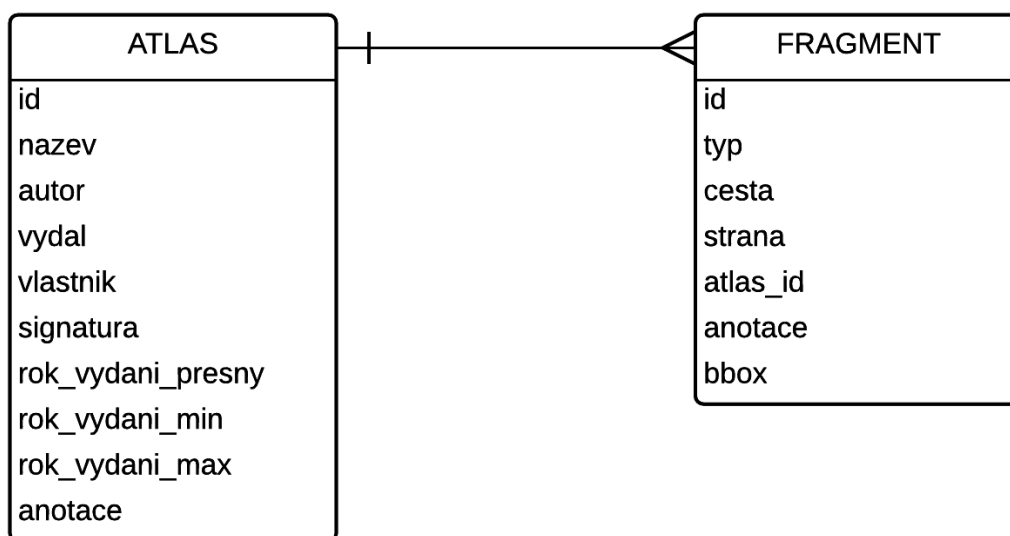 ATLAS
id
nazev
autor
vydal
vlastnik
signatura
rok_vydani_presny
rok_vydani_min
rok_vydani_max
anotace
FRAGMENT
id
typ
cesta
strana
atlas_id
anotace
bbox